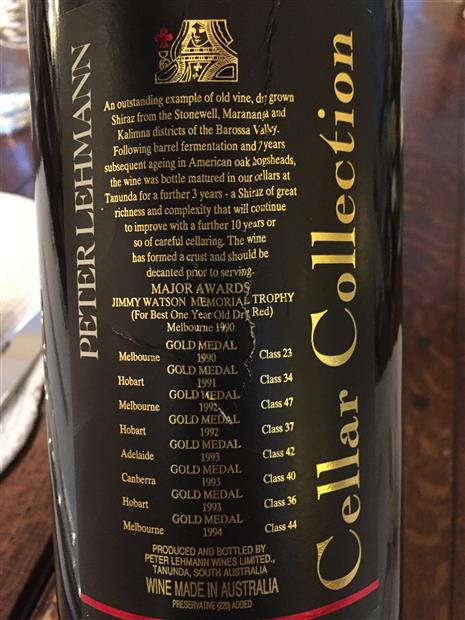 PETER LEHMANN
An outstanding example of old vine, dry grown
Shiraz from the Stonewell, Marananga and
Kalimna districts of the Barossa Valley.
Following barrel fermentation and 2 years
subsequent ageing in American oak hogsheads,
the wine was bottle matured in our cellars at
Tanunda for a further 3 years - a Shiraz of great
richness and complexity that will continue
to improve with a further 10 years or
so of careful cellaring. The wine
has formed a crust and should be
decanted prior to serving.
MAJOR AWARDS
JIMMY WATSON MEMORIAL TROPHY
(For Best One Year Old Dry Red)
Melbourne 1990
GOLD MEDAL
Melbourne 1990 Class 23
GOLD MEDAL
Hobart 1991 Class 34
GOLD MEDAL
Melbourne 1992 Class 47
GOLD MEDAL
Hobart 1992 Class 37
GOLD MEDAL
Adelaide 1993 Class 42
GOLD MEDAL
Canberra 1993 Class 40
GOLD MEDAL
Hobart 1993 Class 36
GOLD MEDAL
Melbourne 1994 Class 44
PRODUCED AND BOTTLED BY
PETER LEHMANN WINES LIMITED.,
TANUNDA, SOUTH AUSTRALIA
WINE MADE IN AUSTRALIA
PRESERVATIVE (220) ADDED
Cellar Collection